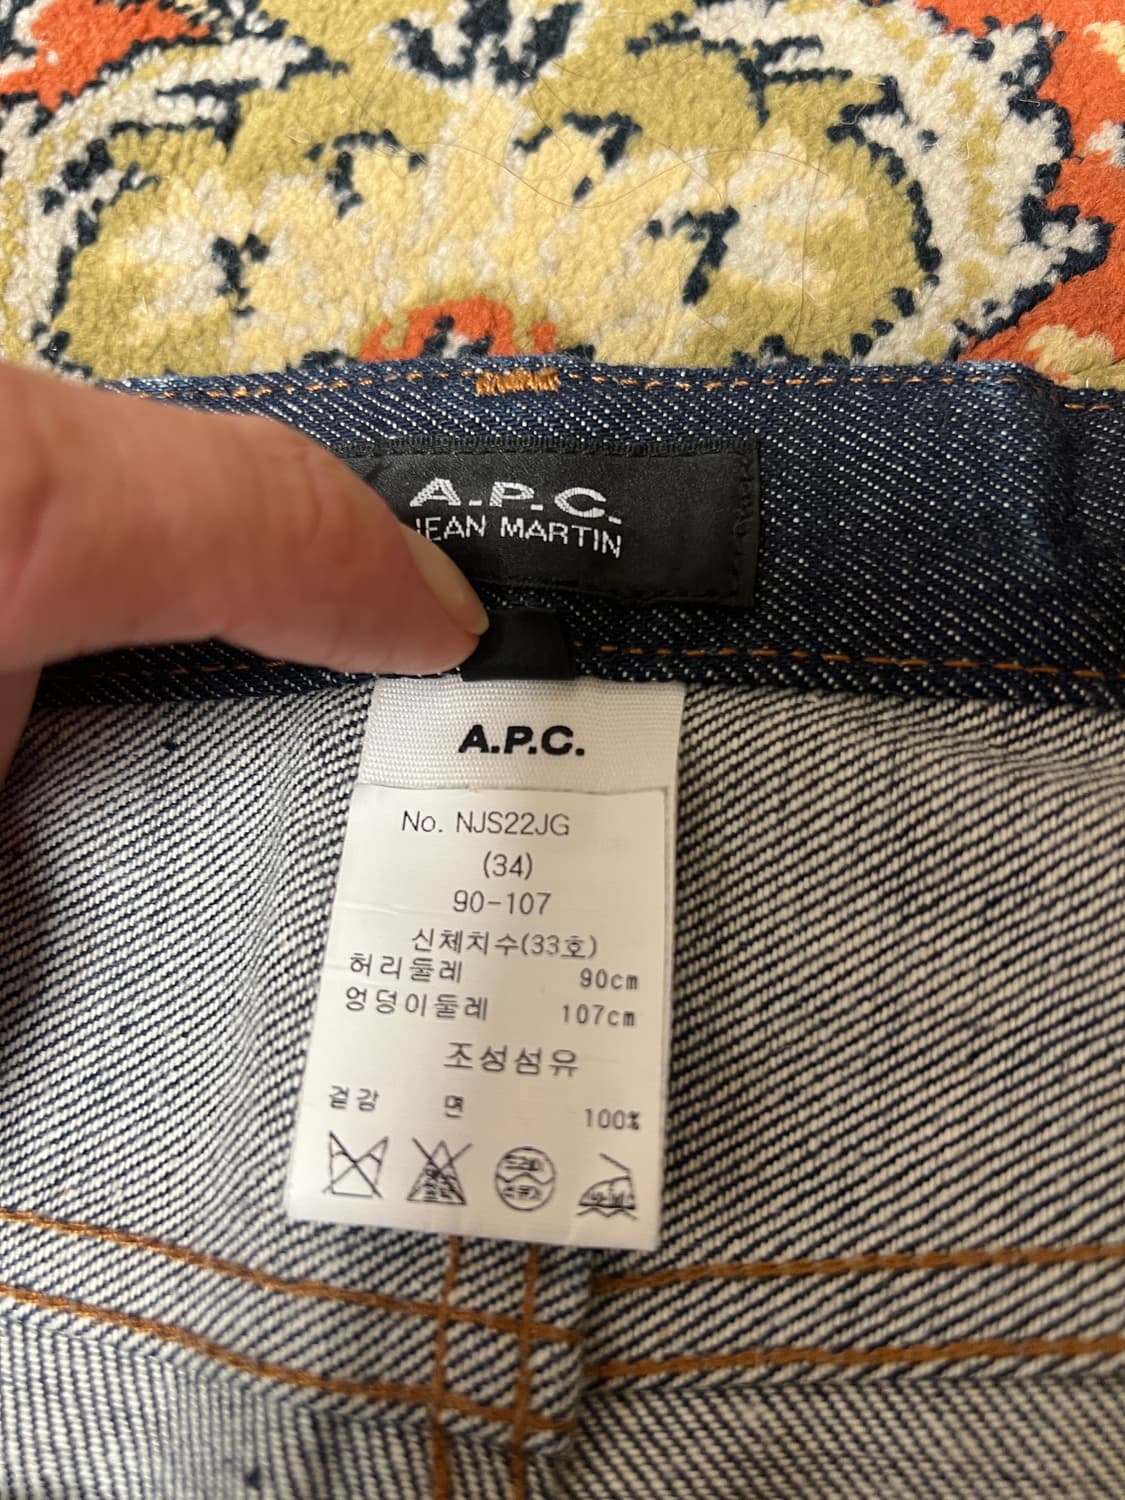 A.P.C.
JEAN MARTIN
A.P.C.
No. NJS22JG
(34)
90-107
신체치수(33호)
허리둘레 90cm
엉덩이둘레 107cm
조성섬유
겉감 면 100%